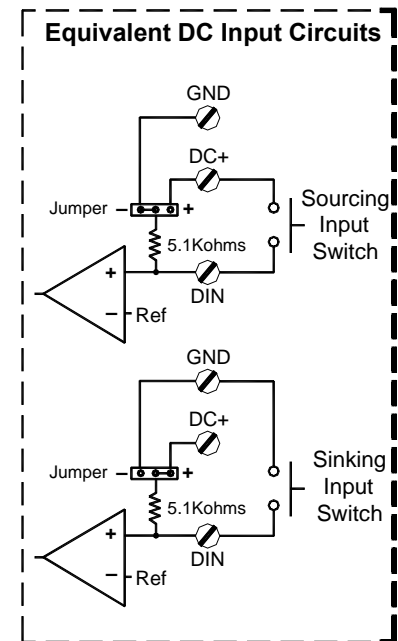 Equivalent DC Input Circuits
GND
DC+
Jumper – +
Sourcing
Input
Switch
5.1Kohms
+
DIN
– Ref
GND
DC+
Jumper – +
Sinking
Input
Switch
5.1Kohms
+
DIN
– Ref